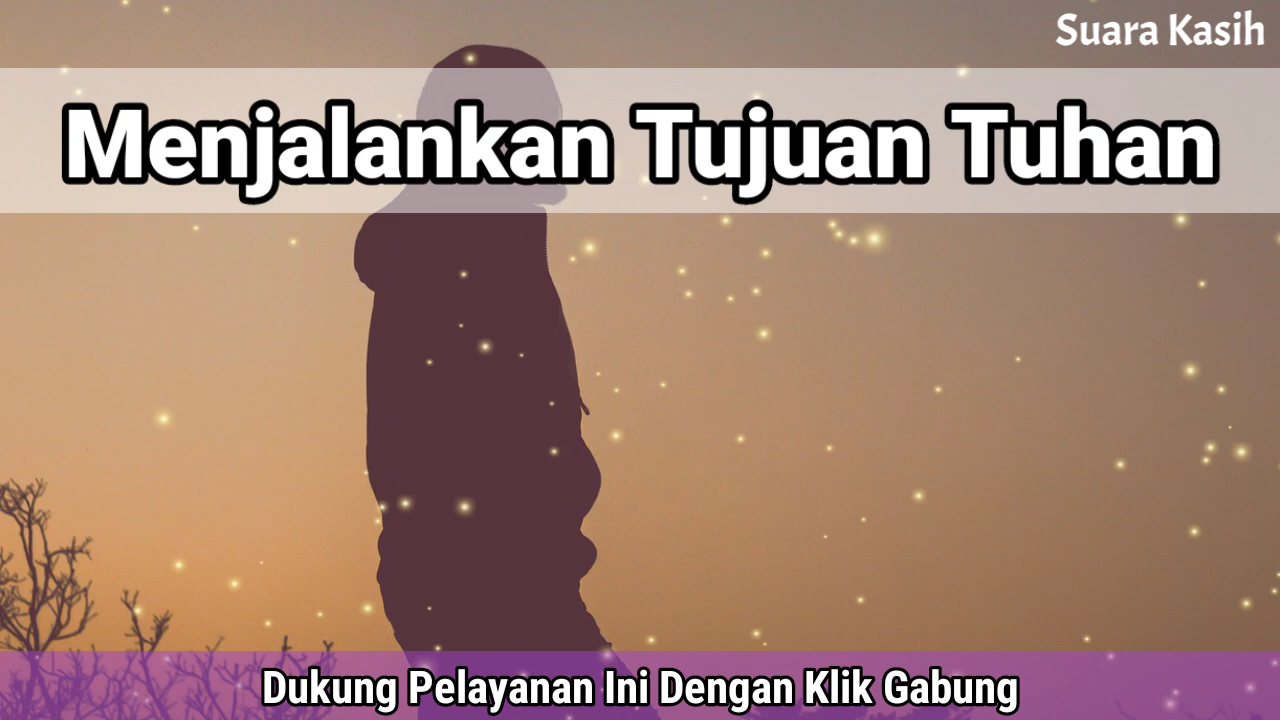 Suara Kasih
Menjalankan Tujuan Tuhan
Dukung Pelayanan Ini Dengan Klik Gabung